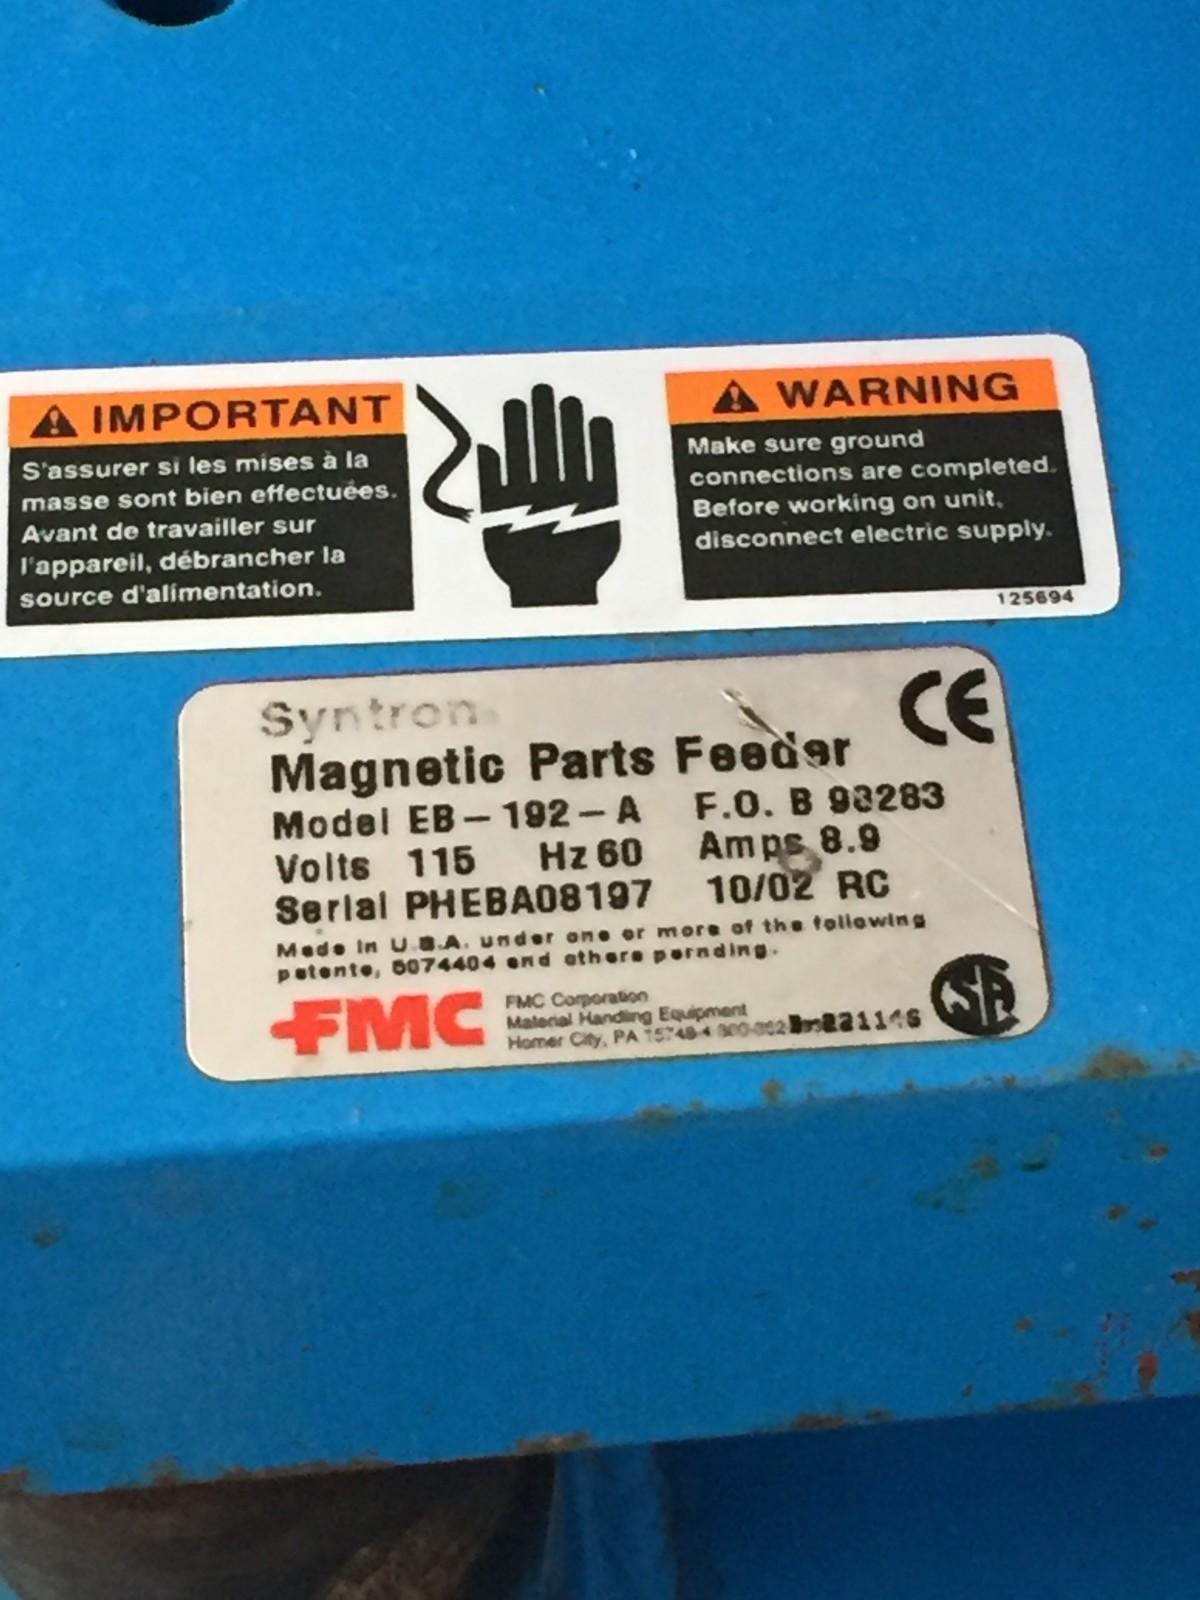 IMPORTANT
S'assurer si les mises à la
masse sont bien effectuées.
Avant de travailler sur
l'appareil, débrancher la
source d'alimentation.
WARNING
Make sure ground
connections are completed.
Before working on unit,
disconnect electric supply.
125694
Syntron
CE
Magnetic Parts Feeder
Model EB-192-A F.O. B 98283
Volts 115 Hz 60 Amps 8.9
Serial PHEBA08197 10/02 RC
Made in U.S.A. under one or more of the following
patents, 5074404 and others pernding.
FMC
FMC Corporation
Material Handling Equipment
Homer City, PA
CSA